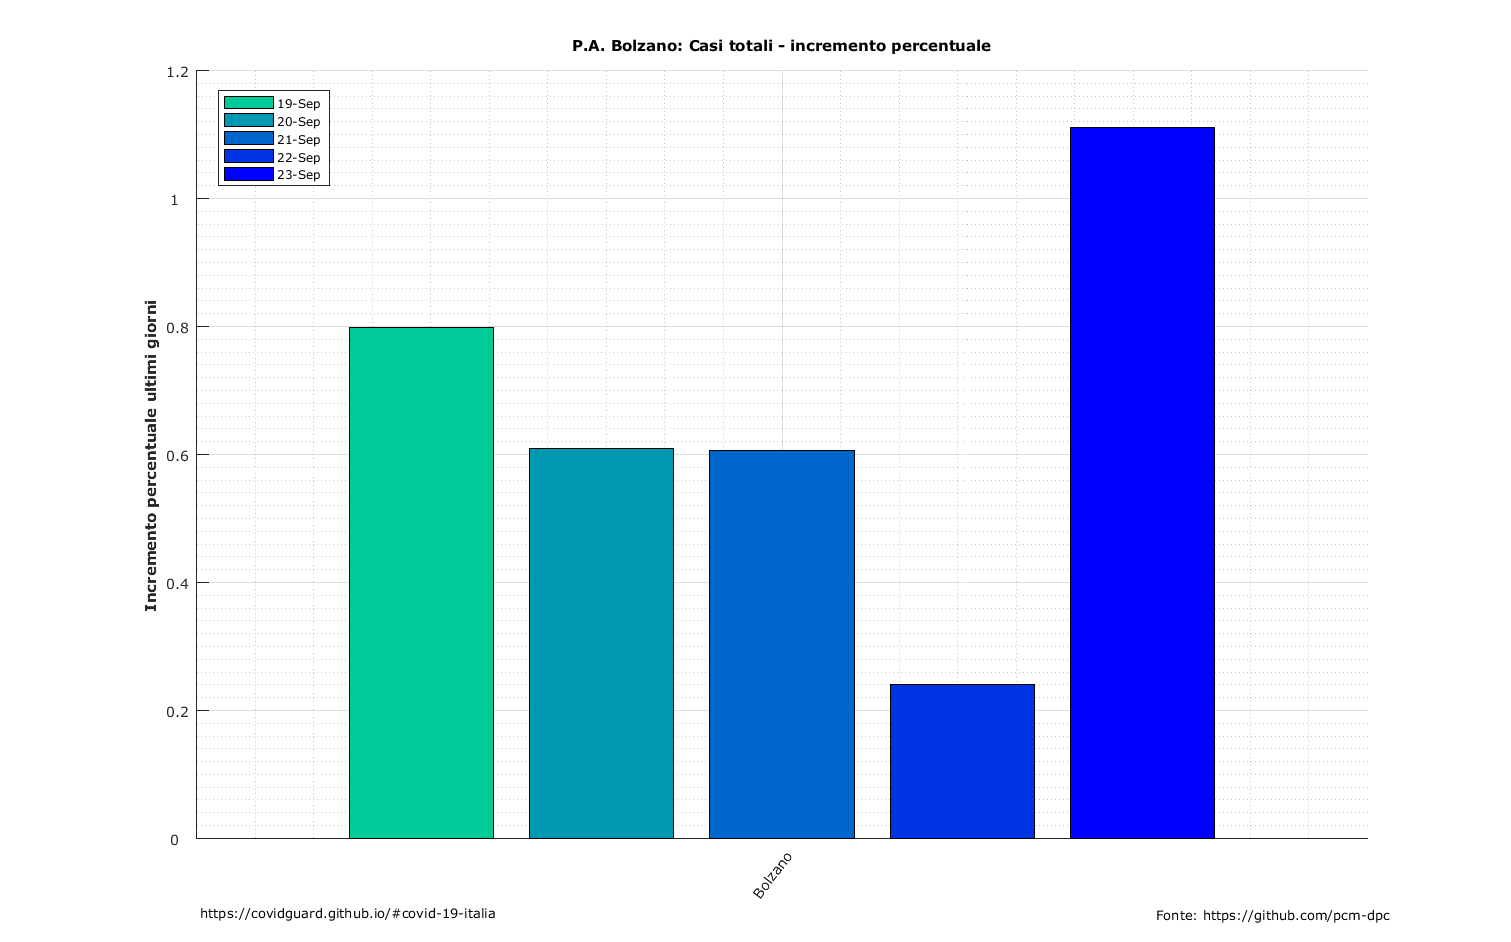 P.A. Bolzano: Casi totali - incremento percentuale
1.2
1
0.8
0.6
0.4
0.2
0
Incremento percentuale ultimi giorni
19-Sep
20-Sep
21-Sep
22-Sep
23-Sep
Bolzano
https://covidguard.github.io/#covid-19-italia
Fonte: https://github.com/pcm-dpc